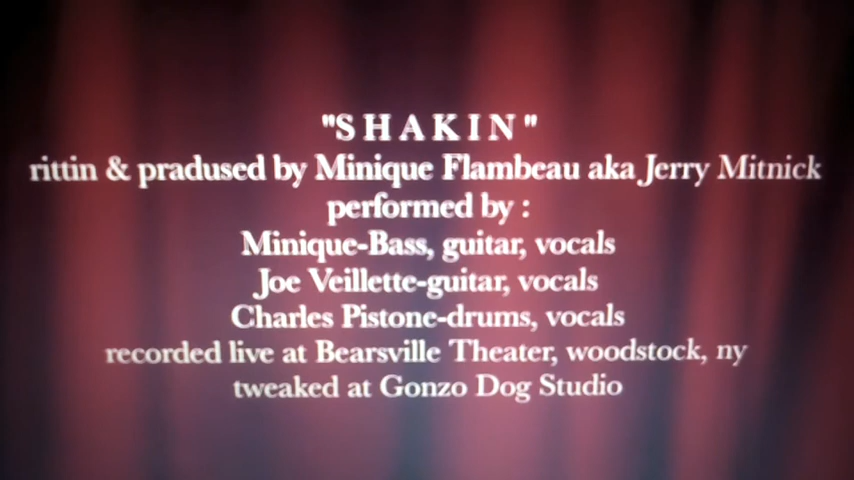 "SHAKIN"
rittin & pradused by Minique Flambeau aka Jerry Mitnick
performed by :
Minique-Bass, guitar, vocals
Joe Veillette-guitar, vocals
Charles Pistone-drums, vocals
recorded live at Bearsville Theater, woodstock, ny
tweaked at Gonzo Dog Studio